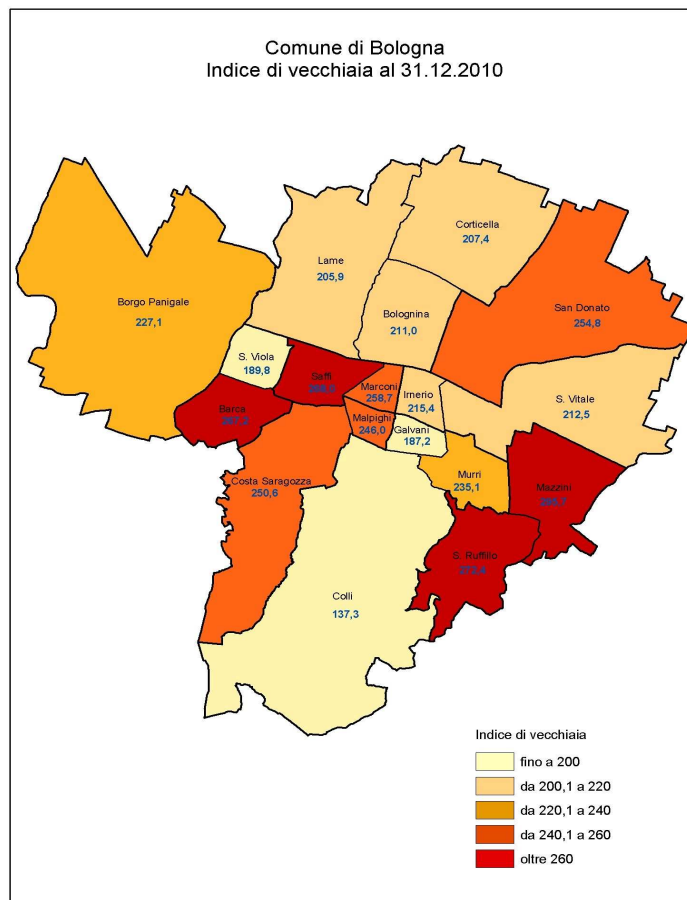 Comune di Bologna
Indice di vecchiaia al 31.12.2010
Corticella
207,4
Lame
205,9
Borgo Panigale
227,1
Bolognina
211,0
San Donato
254,8
S. Viola
189,8
Saffi
Marconi
258,7
Irnerio
215,4
S. Vitale
212,5
Barca
Malpighi
246,0
Galvani
187,2
Murri
235,1
Mazzini
Costa Saragozza
250,6
S. Ruffillo
Colli
137,3
Indice di vecchiaia
fino a 200
da 200,1 a 220
da 220,1 a 240
da 240,1 a 260
oltre 260